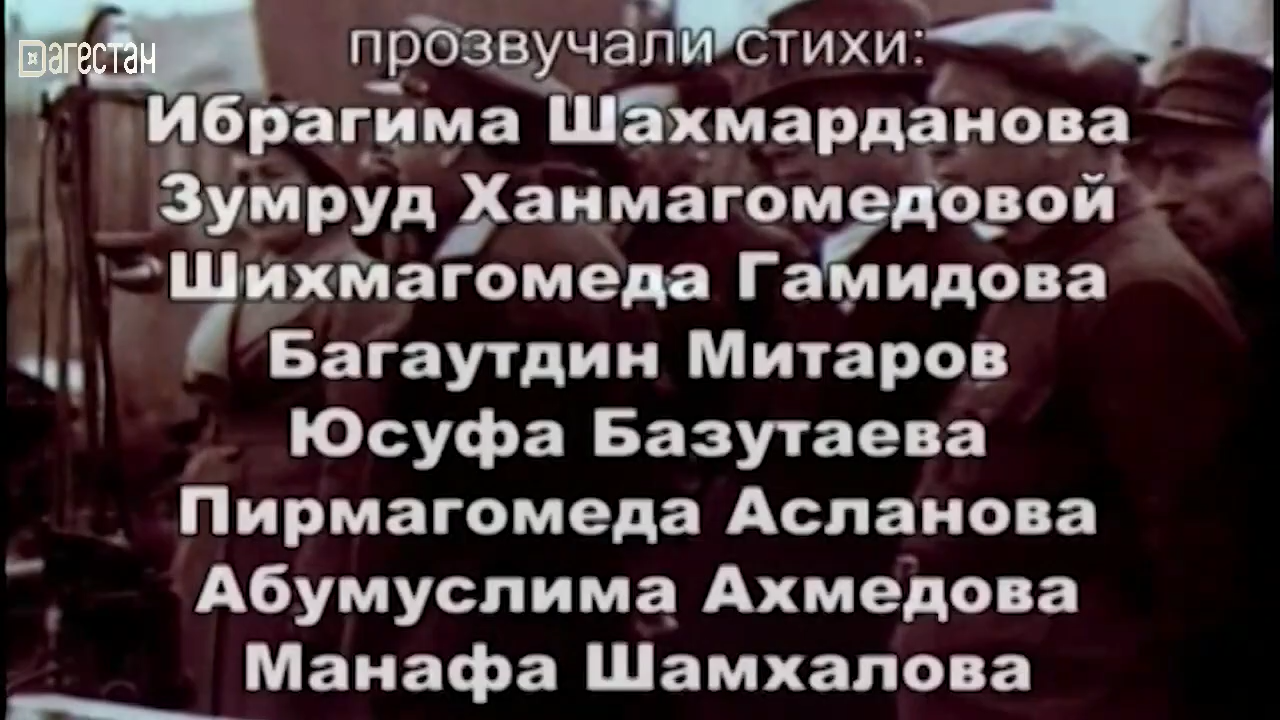 Дагестан
прозвучали стихи:
Ибрагима Шахмарданова
Зумруд Ханмагомедовой
Шихмагомеда Гамидова
Багаутдин Митаров
Юсуфа Базутаева
Пирмагомеда Асланова
Абумуслима Ахмедова
Манафа Шамхалова